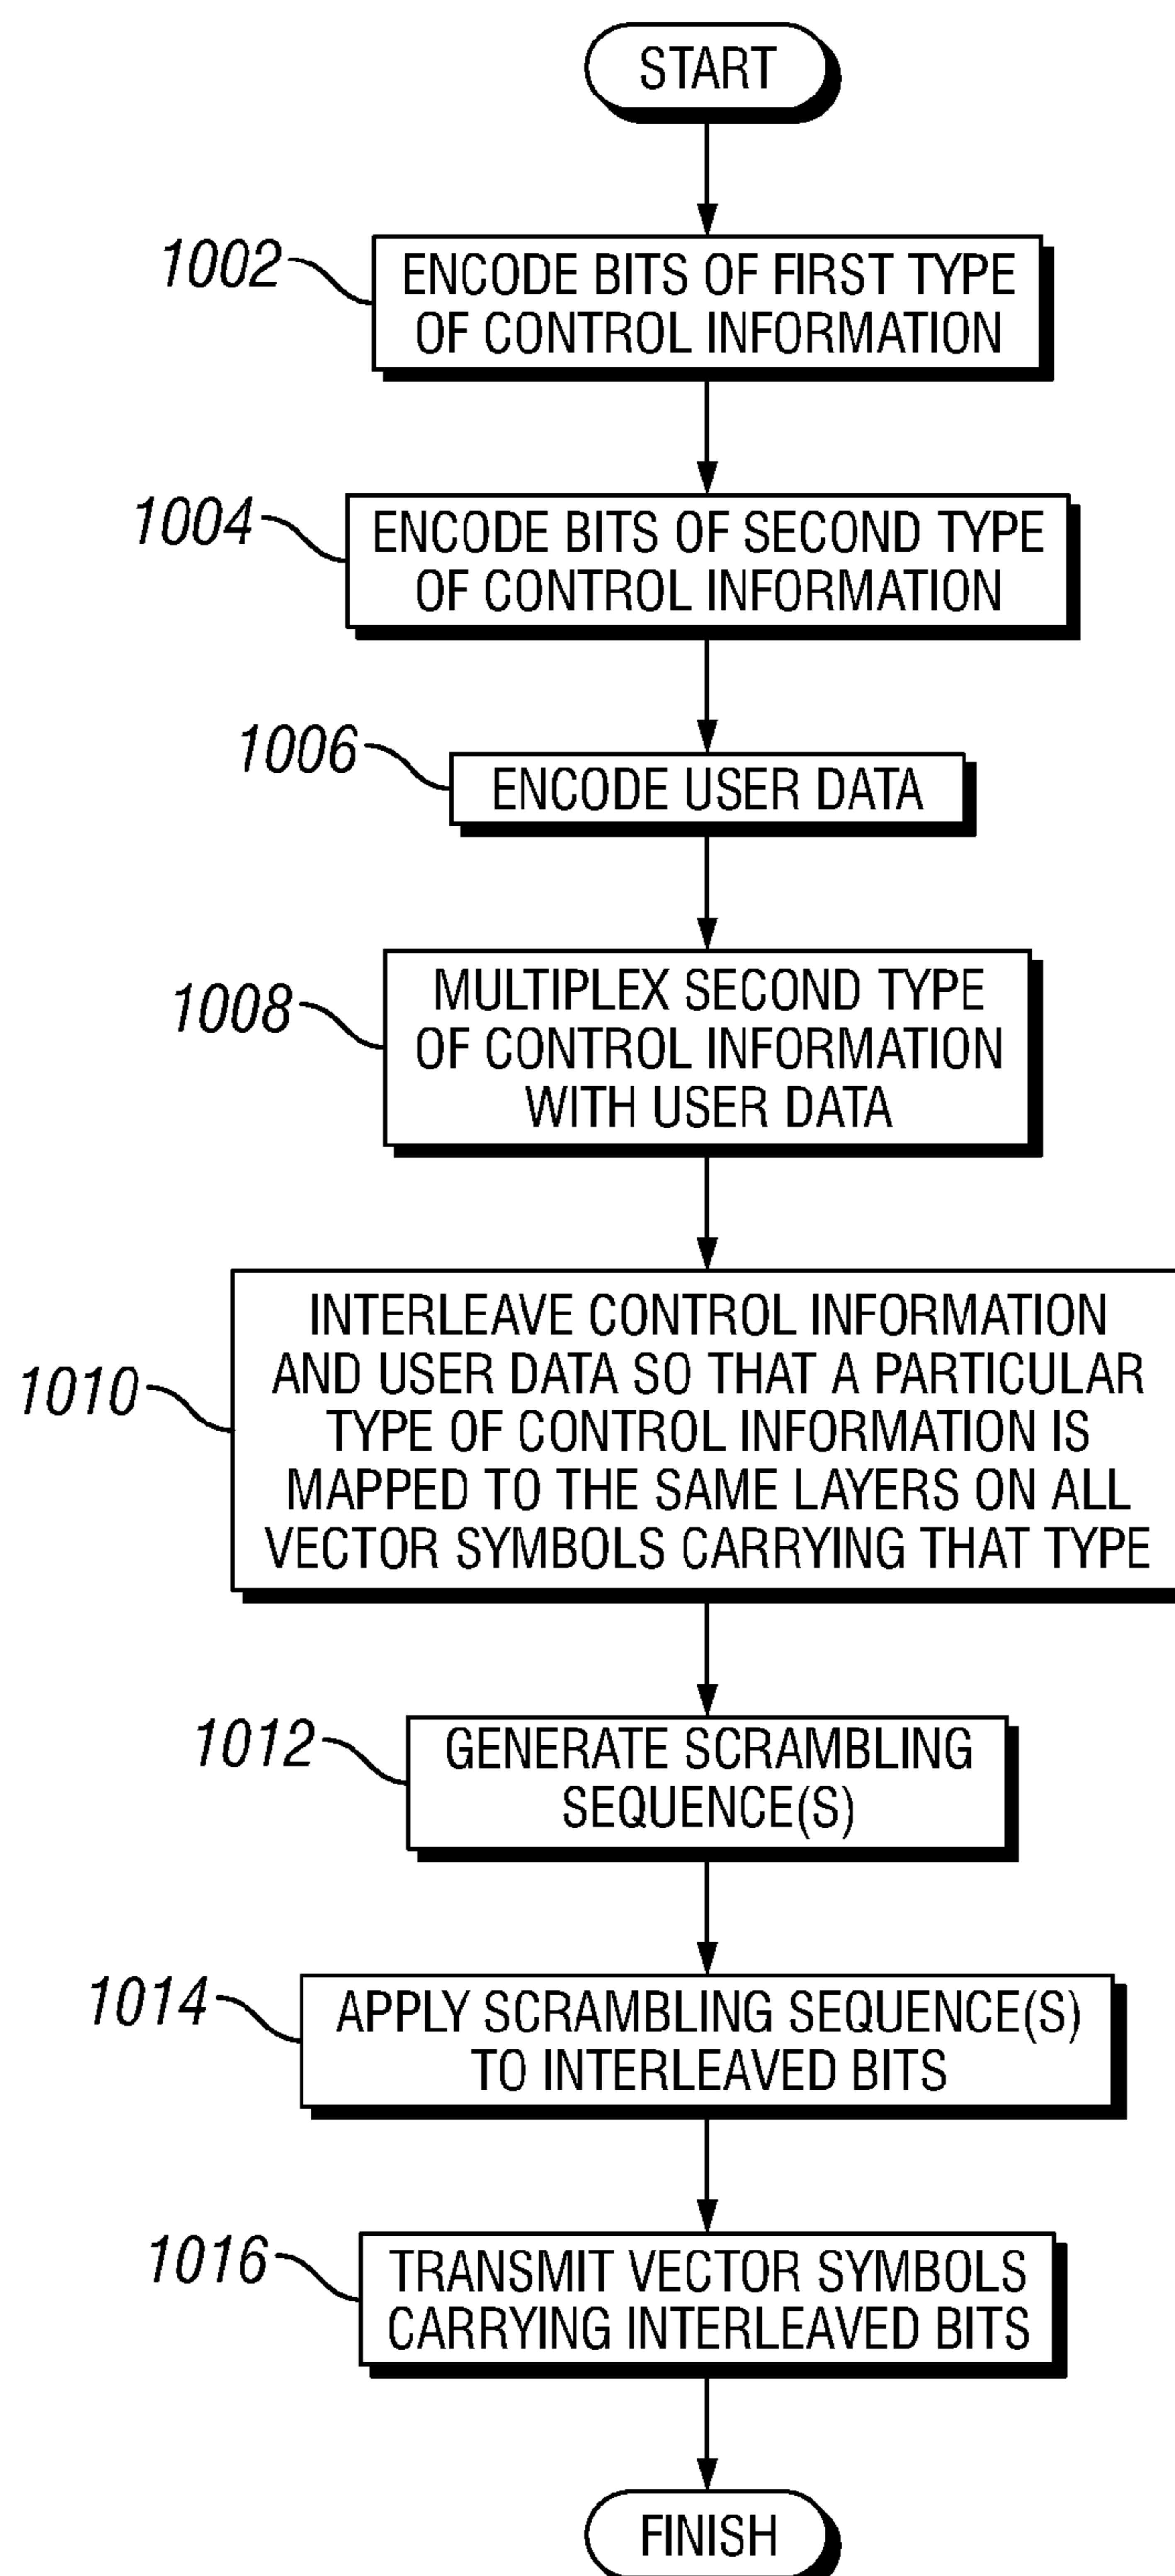 START
1002
ENCODE BITS OF FIRST TYPE
OF CONTROL INFORMATION
1004
ENCODE BITS OF SECOND TYPE
OF CONTROL INFORMATION
1006
ENCODE USER DATA
1008
MULTIPLEX SECOND TYPE
OF CONTROL INFORMATION
WITH USER DATA
1010
INTERLEAVE CONTROL INFORMATION
AND USER DATA SO THAT A PARTICULAR
TYPE OF CONTROL INFORMATION IS
MAPPED TO THE SAME LAYERS ON ALL
VECTOR SYMBOLS CARRYING THAT TYPE
1012
GENERATE SCRAMBLING
SEQUENCE(S)
1014
APPLY SCRAMBLING SEQUENCE(S)
TO INTERLEAVED BITS
1016
TRANSMIT VECTOR SYMBOLS
CARRYING INTERLEAVED BITS
FINISH